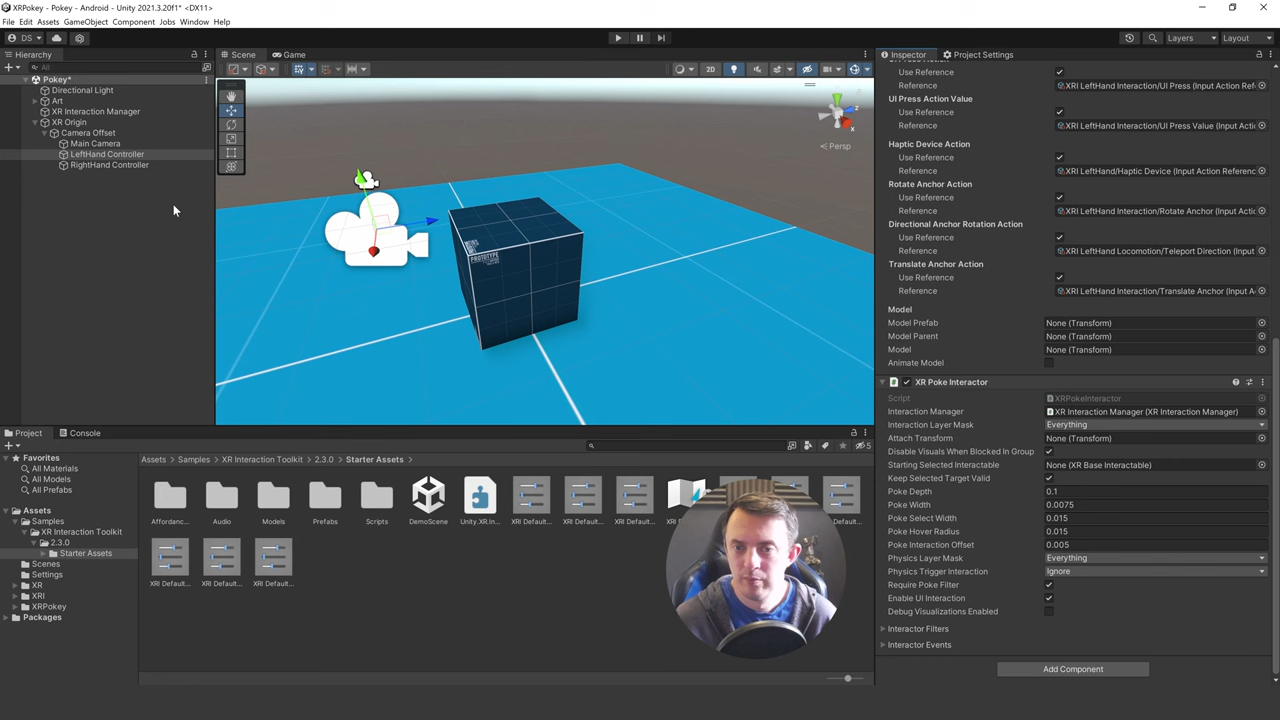 XRPokey - Pokey - Android - Unity 2021.3.20f1* <DX11>
File Edit Assets GameObject Component Jobs Window Help
DS
Layers
Layout
Hierarchy
All
Pokey*
Directional Light
Art
XR Interaction Manager
XR Origin
Camera Offset
Main Camera
LeftHand Controller
RightHand Controller
Scene Game
2D
y
z
x
Persp
PROTOTYPE
Inspector Project Settings
Use Reference
Reference XRI LeftHand Interaction/UI Press (Input Action Ref
UI Press Action Value
Use Reference
Reference XRI LeftHand Interaction/UI Press Value (Input Acti
Haptic Device Action
Use Reference
Reference XRI LeftHand/Haptic Device (Input Action Referenc
Rotate Anchor Action
Use Reference
Reference XRI LeftHand Interaction/Rotate Anchor (Input Actic
Directional Anchor Rotation Action
Use Reference
Reference XRI LeftHand Locomotion/Teleport Direction (Input
Translate Anchor Action
Use Reference
Reference XRI LeftHand Interaction/Translate Anchor (Input A
Model
Model Prefab None (Transform)
Model Parent None (Transform)
Model None (Transform)
Animate Model
XR Poke Interactor
Script XRPokeInteractor
Interaction Manager XR Interaction Manager (XR Interaction Manager)
Interaction Layer Mask Everything
Attach Transform None (Transform)
Disable Visuals When Blocked In Group
Starting Selected Interactable None (XR Base Interactable)
Keep Selected Target Valid
Poke Depth 0.1
Poke Width 0.0075
Poke Select Width 0.015
Poke Hover Radius 0.015
Poke Interaction Offset 0.005
Physics Layer Mask Everything
Physics Trigger Interaction Ignore
Require Poke Filter
Enable UI Interaction
Debug Visualizations Enabled
Interactor Filters
Interactor Events
Add Component
Project Console
5
Favorites
All Materials
All Models
All Prefabs
Assets
Samples
XR Interaction Toolkit
2.3.0
Starter Assets
Scenes
Settings
XR
XRI
XRPokey
Packages
Assets > Samples > XR Interaction Toolkit > 2.3.0 > Starter Assets >
Affordanc... Audio Models Prefabs Scripts DemoScene Unity.XR.In... XRI Default... XRI Default... XRI Default... XRI D
XRI Default... XRI Default... XRI Default...